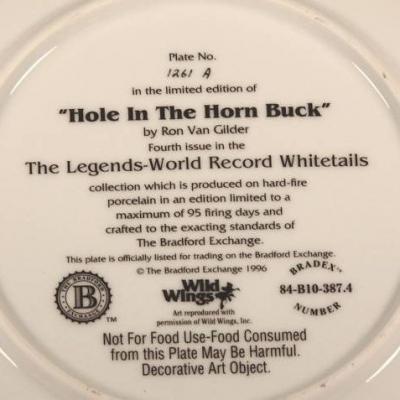 Plate No.
1261 A
in the limited edition of
"Hole In The Horn Buck"
by Ron Van Gilder
Fourth issue in the
The Legends-World Record Whitetails
collection which is produced on hard-fire
porcelain in an edition limited to a
maximum of 95 firing days and
crafted to the exacting standards of
The Bradford Exchange.
This plate is officially listed for trading on the Bradford Exchange.
© The Bradford Exchange 1996
THE BRADFORD EXCHANGE
B
TM
Wild Wings
Art reproduced with
permission of Wild Wings, Inc.
BRADEX™
84-B10-387.4
NUMBER
Not For Food Use-Food Consumed
from this Plate May Be Harmful.
Decorative Art Object.